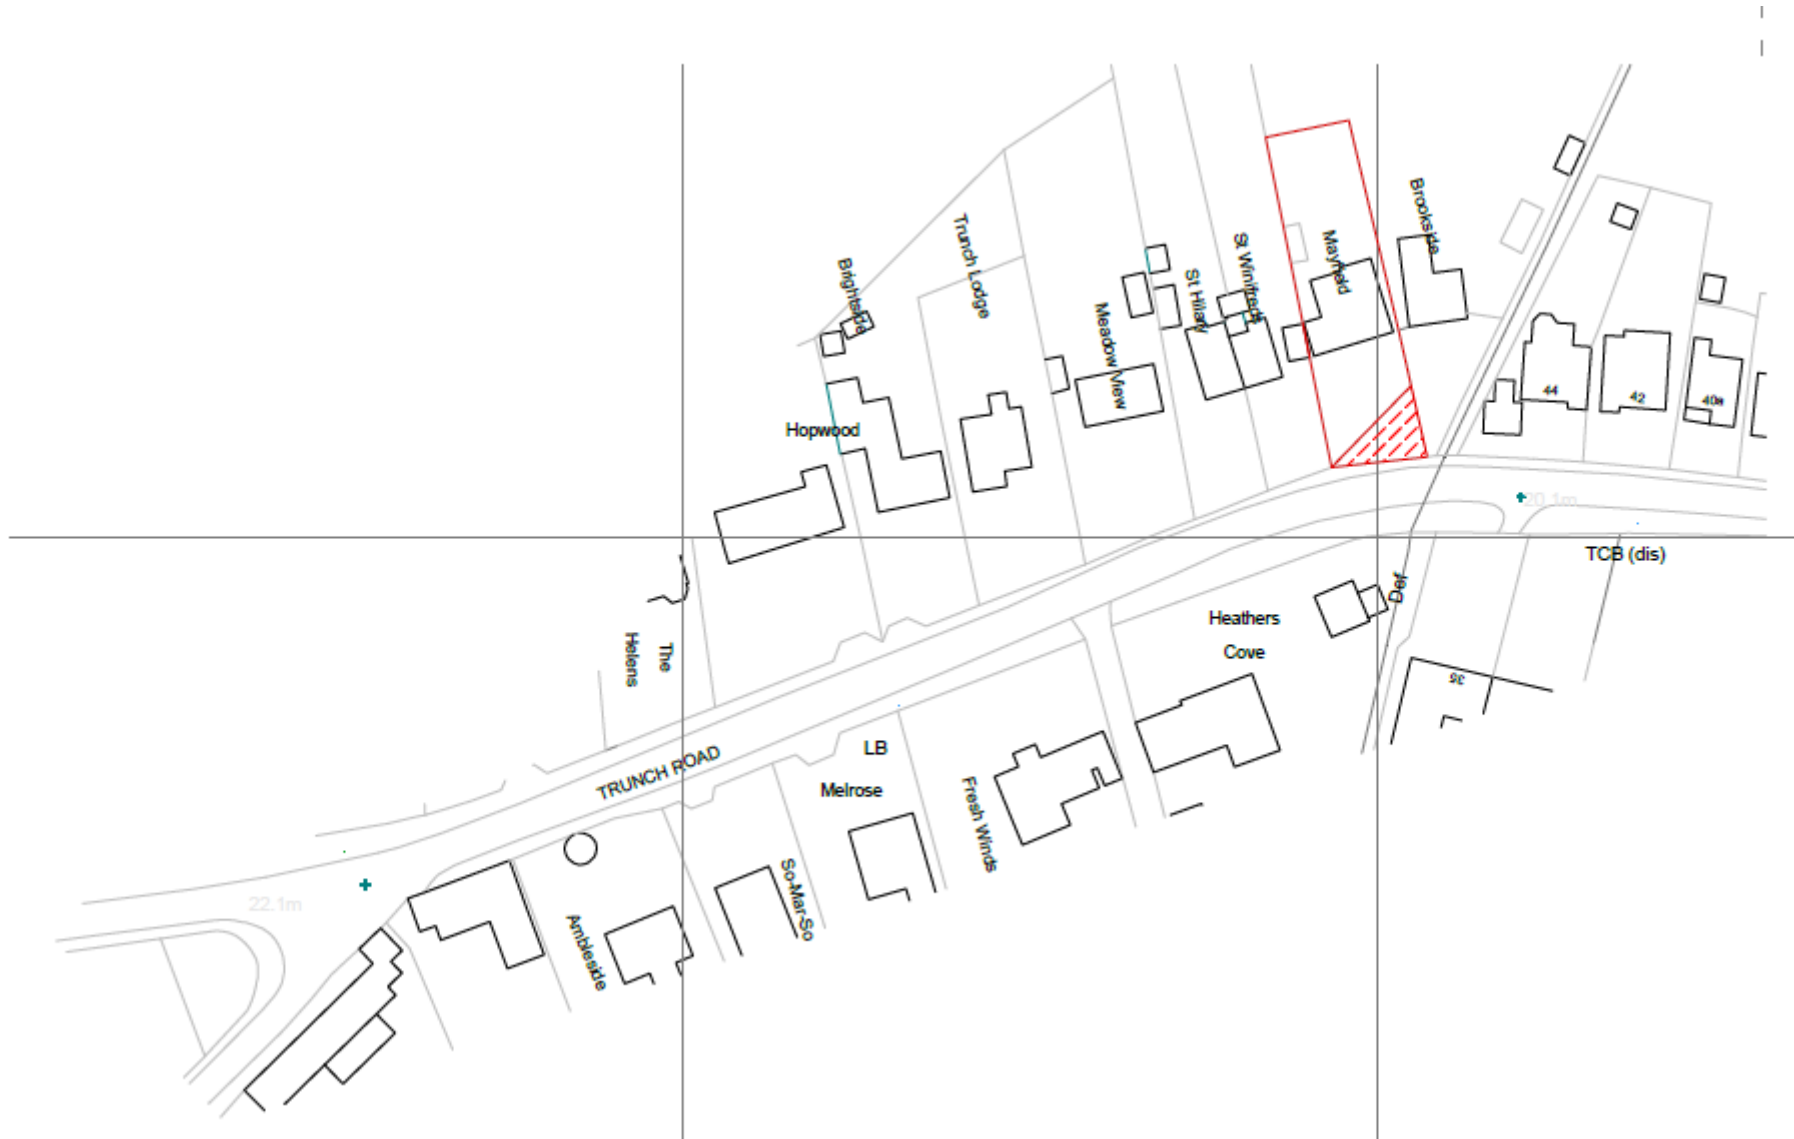 Brookside
Trunch Lodge
Mayfield
St Winifreds
Brightside
St Hilary
Meadow View
44
42
40a
Hopwood
20.1m
TCB (dis)
Def
Heathers
Cove
The
Helens
35
LB
TRUNCH ROAD
Melrose
Fresh Winds
So-Mar-So
22.1m
Ambleside